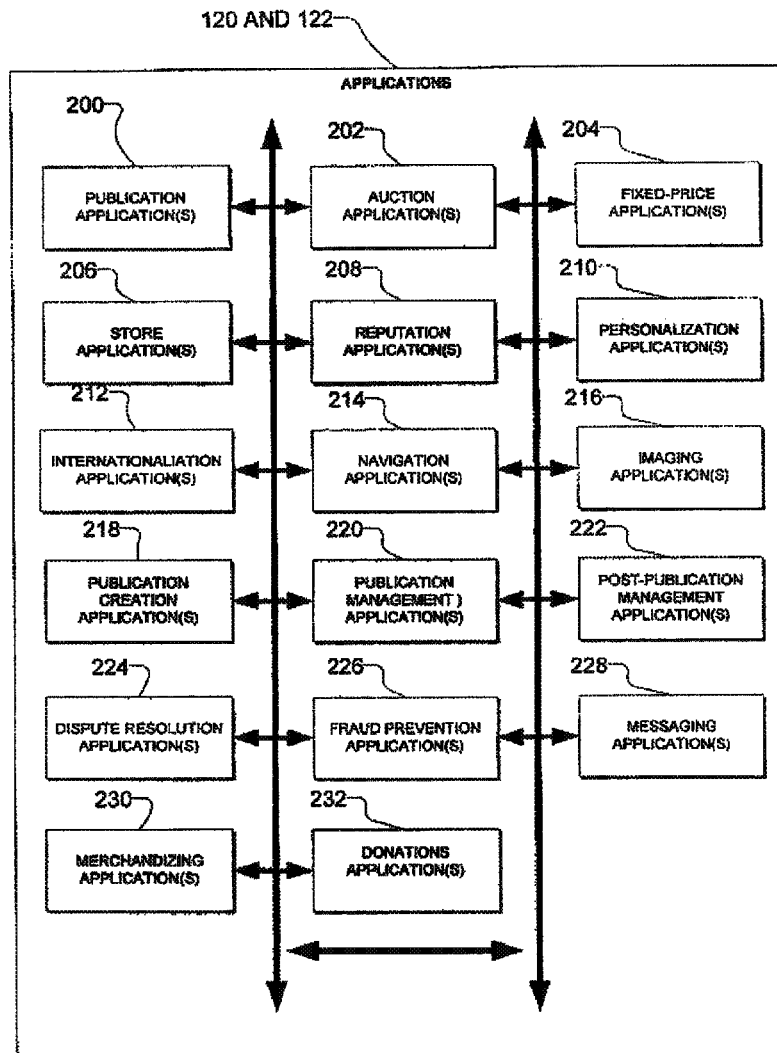 120 AND 122
APPLICATIONS
200
202
204
PUBLICATION
APPLICATION(S)
AUCTION
APPLICATION(S)
FIXED-PRICE
APPLICATION(S)
206
208
210
STORE
APPLICATION(S)
REPUTATION
APPLICATION(S)
PERSONALIZATION
APPLICATION(S)
212
214
216
INTERNATIONALIATION
APPLICATION(S)
NAVIGATION
APPLICATION(S)
IMAGING
APPLICATION(S)
218
220
222
PUBLICATION
CREATION
APPLICATION(S)
PUBLICATION
MANAGEMENT )
APPLICATION(S)
POST-PUBLICATION
MANAGEMENT
APPLICATION(S)
224
226
228
DISPUTE RESOLUTION
APPLICATION(S)
FRAUD PREVENTION
APPLICATION(S)
MESSAGING
APPLICATION(S)
230
232
MERCHANDIZING
APPLICATION(S)
DONATIONS
APPLICATION(S)